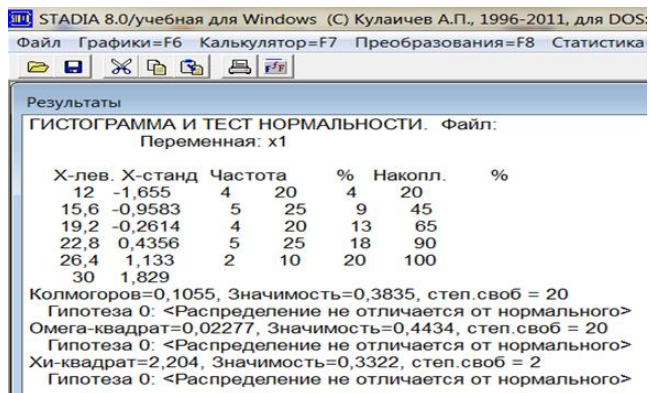 STADIA 8.0/учебная для Windows (C) Кулаичев А.П., 1996-2011, для DOS:
Файл Графики=F6 Калькулятор=F7 Преобразования=F8 Статистика
Результаты
ГИСТОГРАММА И ТЕСТ НОРМАЛЬНОСТИ. Файл:
Переменная: x1
Х-лев. Х-станд Частота % Накопл. %
12 -1,655 4 20 4 20
15,6 -0,9583 5 25 9 45
19,2 -0,2614 4 20 13 65
22,8 0,4356 5 25 18 90
26,4 1,133 2 10 20 100
30 1,829
Колмогоров=0,1055, Значимость=0,3835, степ.своб = 20
Гипотеза 0: <Распределение не отличается от нормального>
Омега-квадрат=0,02277, Значимость=0,4434, степ.своб = 20
Гипотеза 0: <Распределение не отличается от нормального>
Хи-квадрат=2,204, Значимость=0,3322, степ.своб = 2
Гипотеза 0: <Распределение не отличается от нормального>